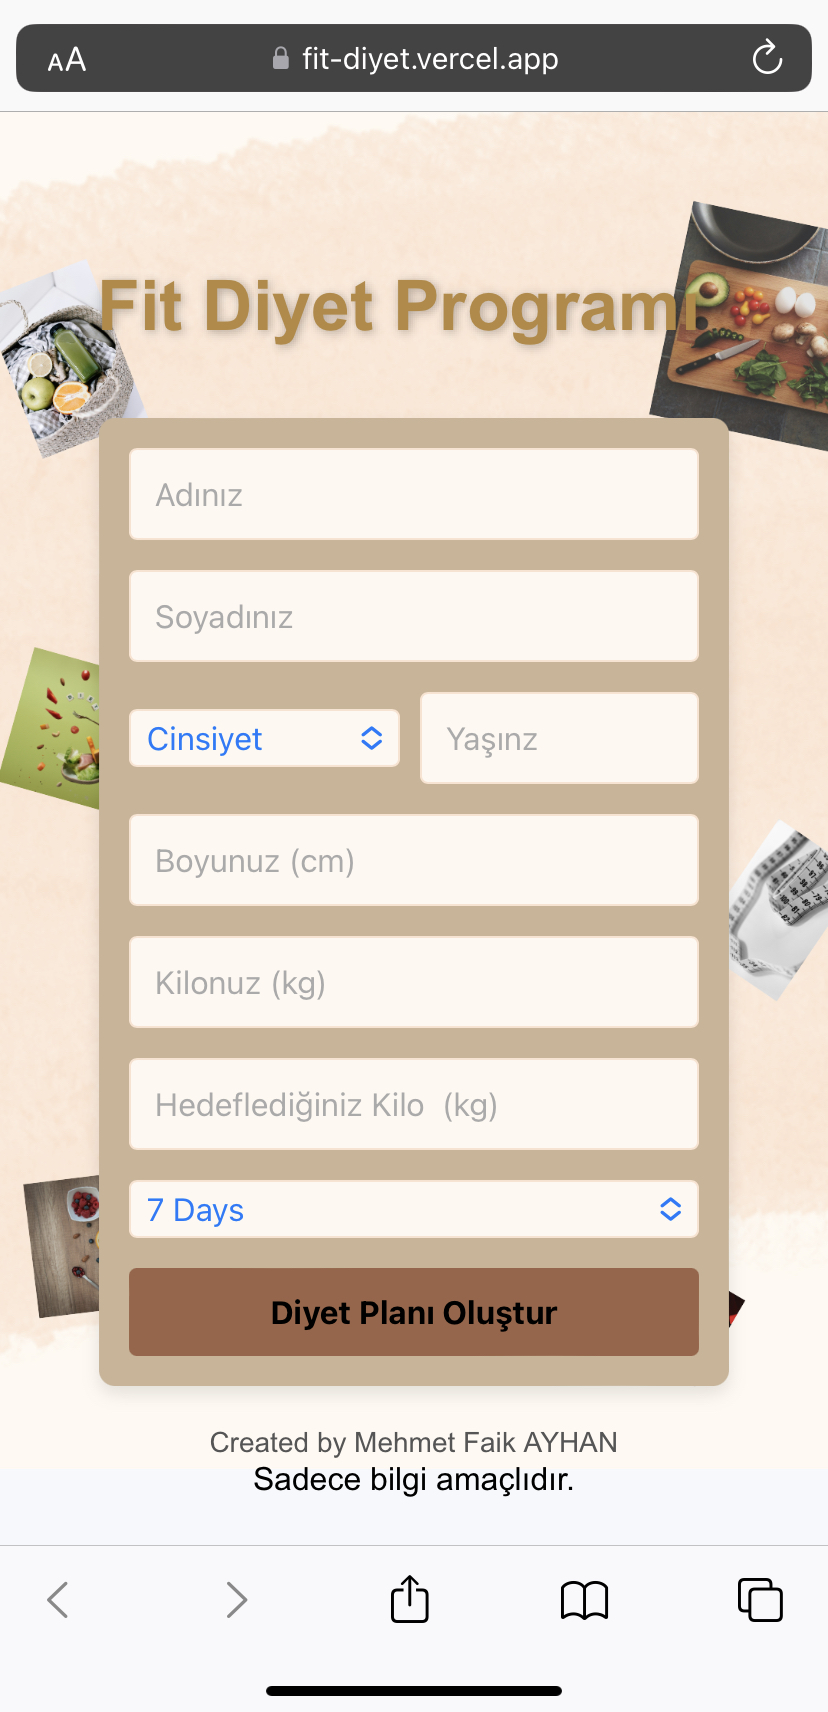 AA
fit-diyet.vercel.app
Fit Diyet Programı
Adınız
Soyadınız
Cinsiyet
Yaşınz
Boyunuz (cm)
Kilonuz (kg)
Hedeflediğiniz Kilo  (kg)
7 Days
Diyet Planı Oluştur
Created by Mehmet Faik AYHAN
Sadece bilgi amaçlıdır.